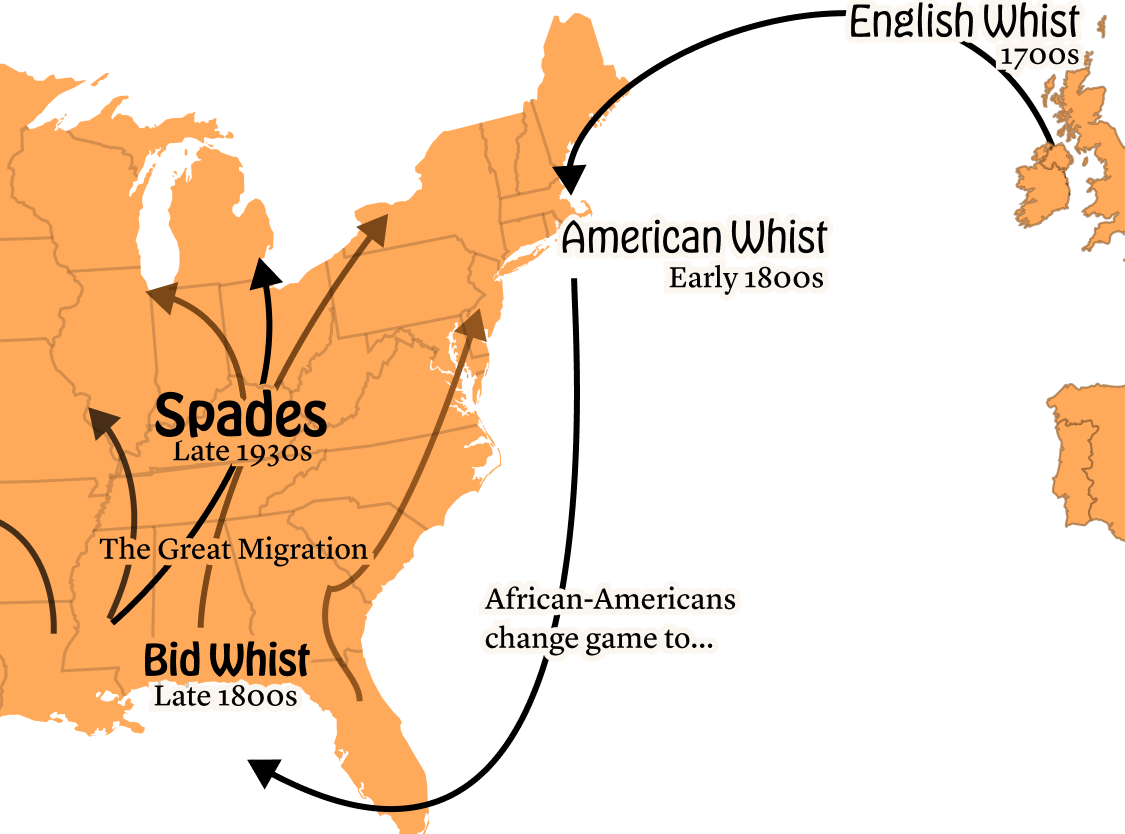 English Whist
1700s
American Whist
Early 1800s
Spades
Late 1930s
The Great Migration
African-Americans
change game to...
Bid Whist
Late 1800s